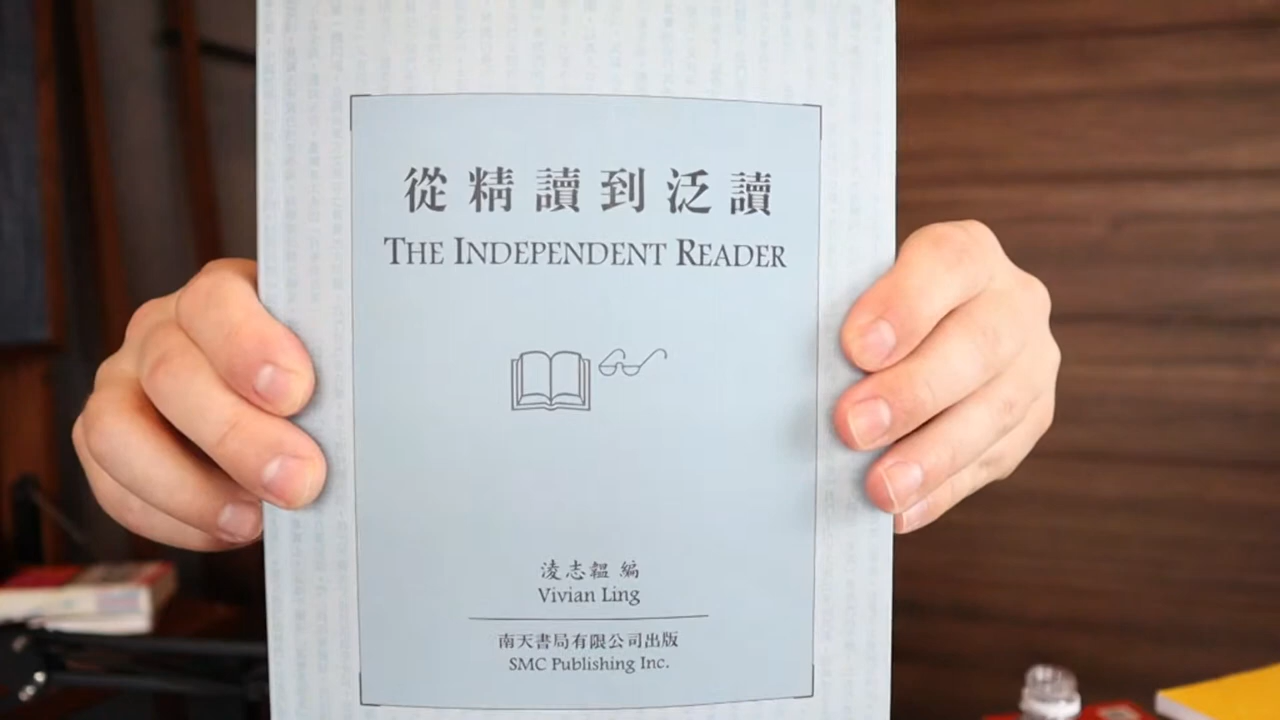 從精讀到泛讀
THE INDEPENDENT READER
淩志韞 編
Vivian Ling
南天書局有限公司出版
SMC Publishing Inc.